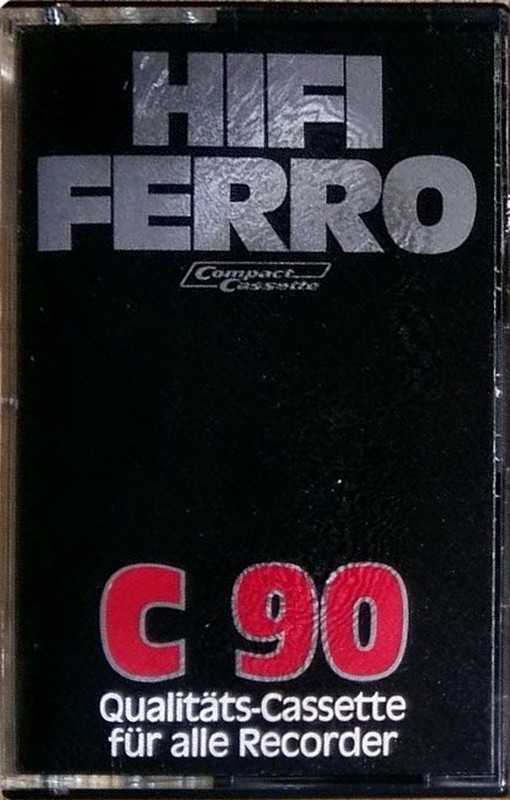 HIFI
FERRO
Compact
Cassette
C 90
Qualitäts-Cassette
für alle Recorder